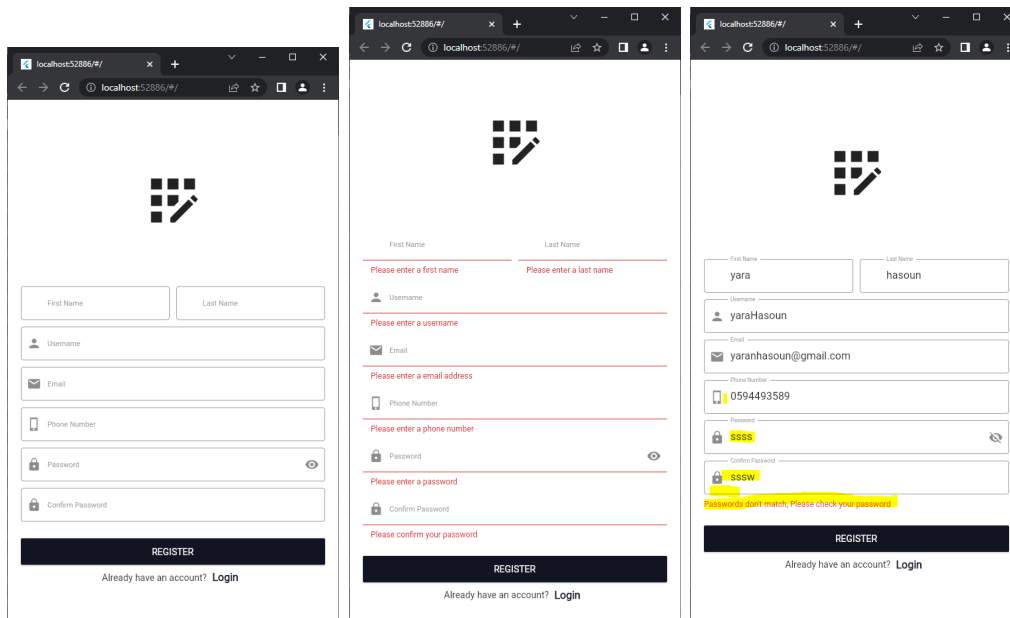 localhost:52886/#/
localhost:52886/#/
First Name
Last Name
Username
Email
Phone Number
Password
Confirm Password
REGISTER
Already have an account? Login
localhost:52886/#/
localhost:52886/#/
First Name
Last Name
Please enter a first name
Please enter a last name
Username
Please enter a username
Email
Please enter a email address
Phone Number
Please enter a phone number
Password
Please enter a password
Confirm Password
Please confirm your password
REGISTER
Already have an account? Login
localhost:52886/#/
localhost:52886/#/
First Name
yara
Last Name
hasoun
Username
yaraHasoun
Email
yaranhasoun@gmail.com
Phone Number
0594493589
Password
ssss
Confirm Password
sssw
Passwords don't match, Please check your password
REGISTER
Already have an account? Login